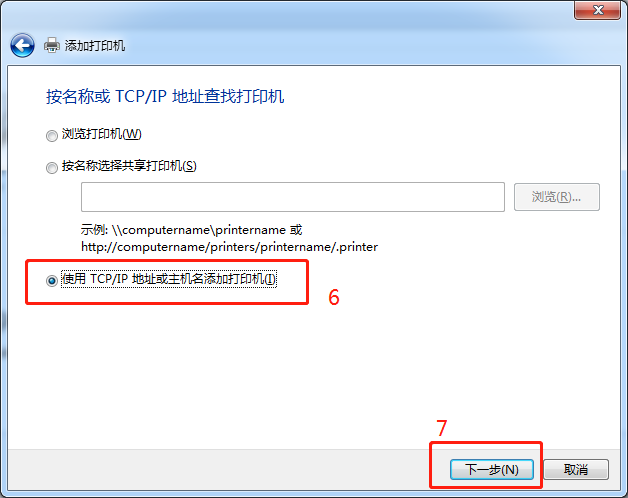 添加打印机
按名称或 TCP/IP 地址查找打印机
浏览打印机(W)
按名称选择共享打印机(S)
浏览(R)...
示例: \\computername\printername 或
http://computername/printers/printername/.printer
使用 TCP/IP 地址或主机名添加打印机(I)
6
7
下一步(N)
取消